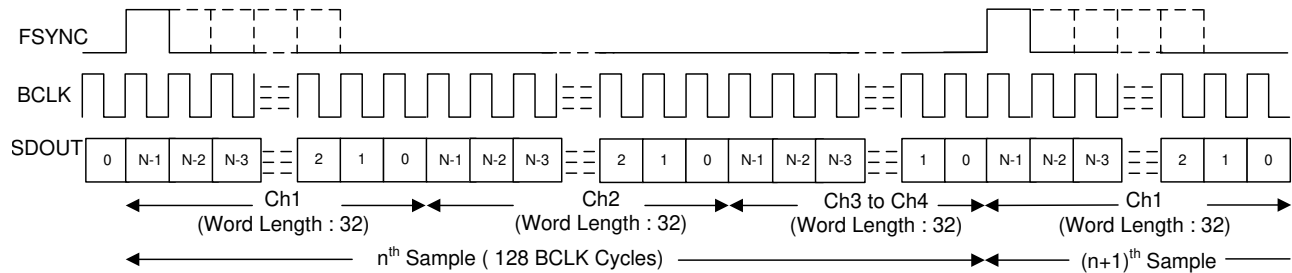 FSYNC
BCLK
SDOUT 0 N-1 N-2 N-3 2 1 0 N-1 N-2 N-3 2 1 0 N-1 N-2 N-3 1 0 N-1 N-2 N-3 2 1 0
Ch1 Ch2 Ch3 to Ch4 Ch1
(Word Length : 32) (Word Length : 32) (Word Length : 32) (Word Length : 32)
nth Sample ( 128 BCLK Cycles) (n+1)th Sample